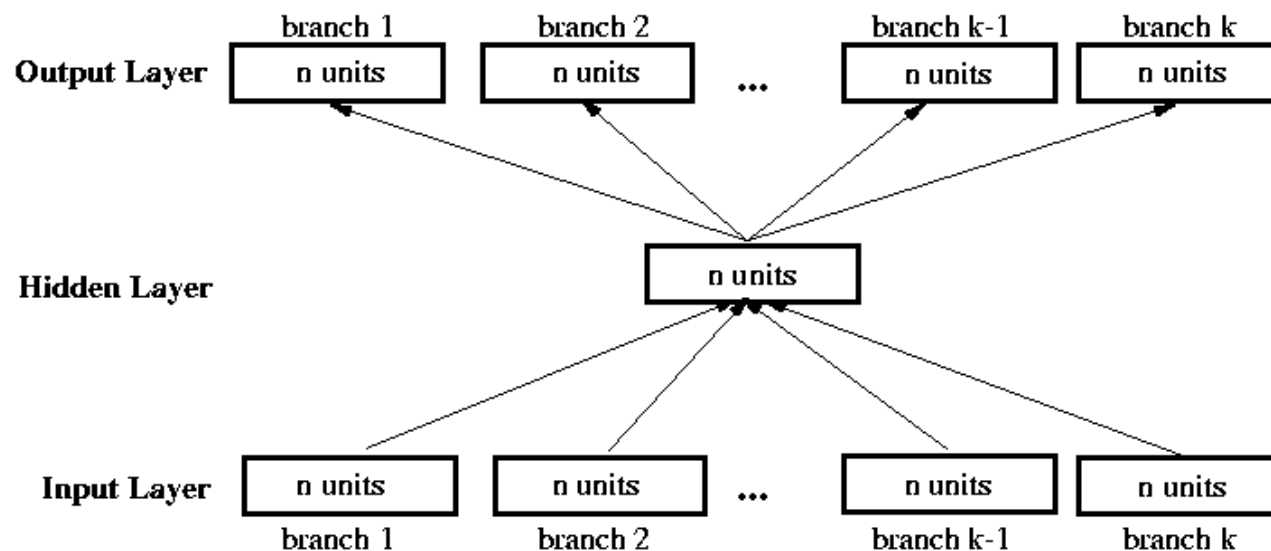 branch 1 branch 2 branch k-1 branch k
Output Layer n units n units ... n units n units
Hidden Layer n units
Input Layer n units n units ... n units n units
branch 1 branch 2 branch k-1 branch k